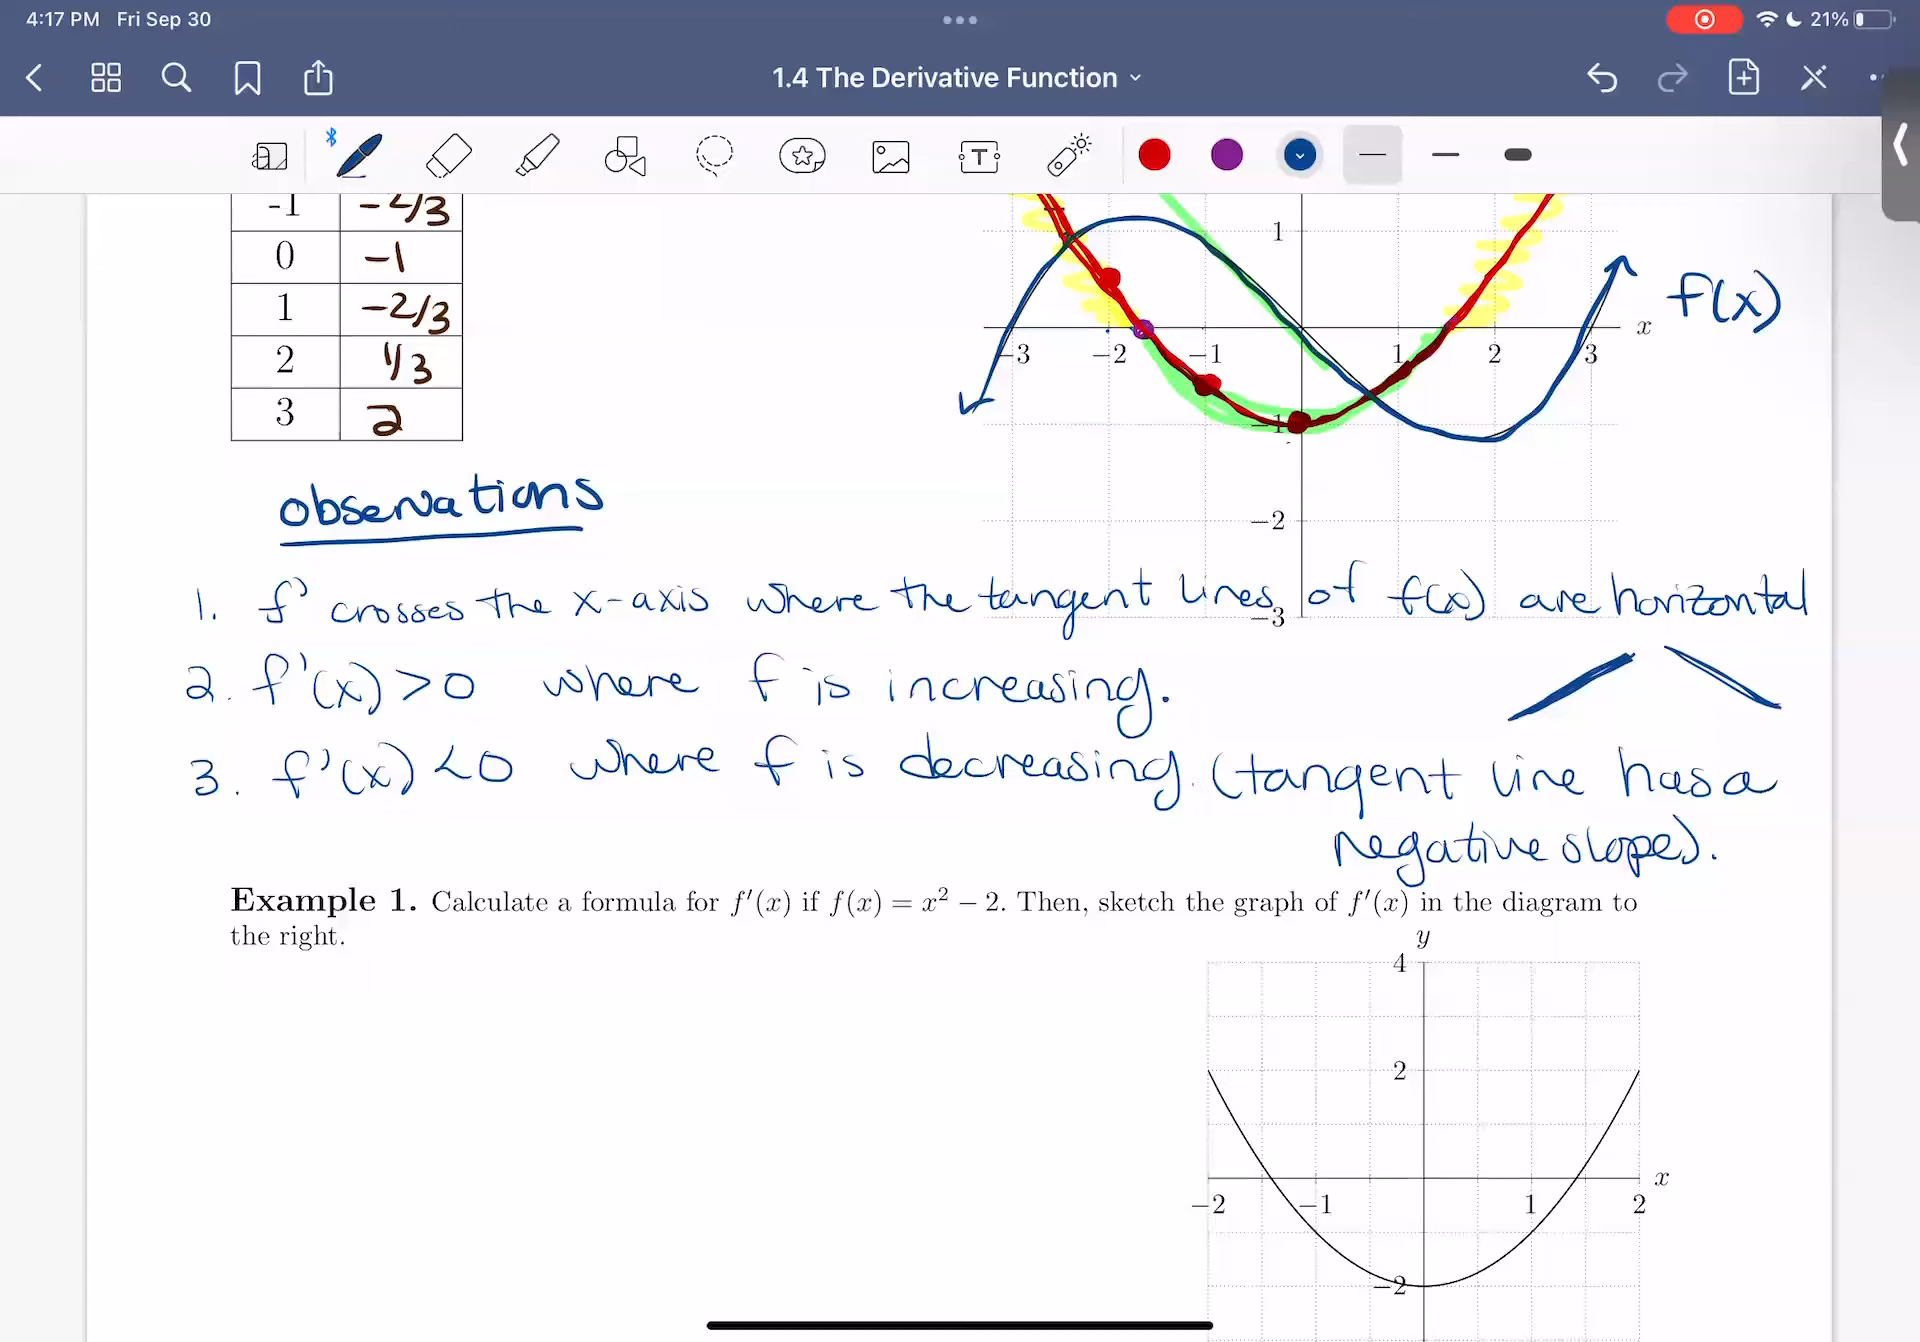 4:17 PM Fri Sep 30
21%
1.4 The Derivative Function
-1 -2/3
0 -1
1 -2/3
2 1/3
3 2
1
f(x)
x
-3 -2 -1 1 2 3
-1
-2
-3
observations
1. f' crosses the x-axis where the tangent lines of f(x) are horizontal
2. f'(x) > 0 where f is increasing.
3. f'(x) < 0 where f is decreasing. (tangent line has a
negative slope).
Example 1. Calculate a formula for f′(x) if f(x) = x² − 2. Then, sketch the graph of f′(x) in the diagram to
the right.
y
4
2
x
−2 −1 1 2
−2